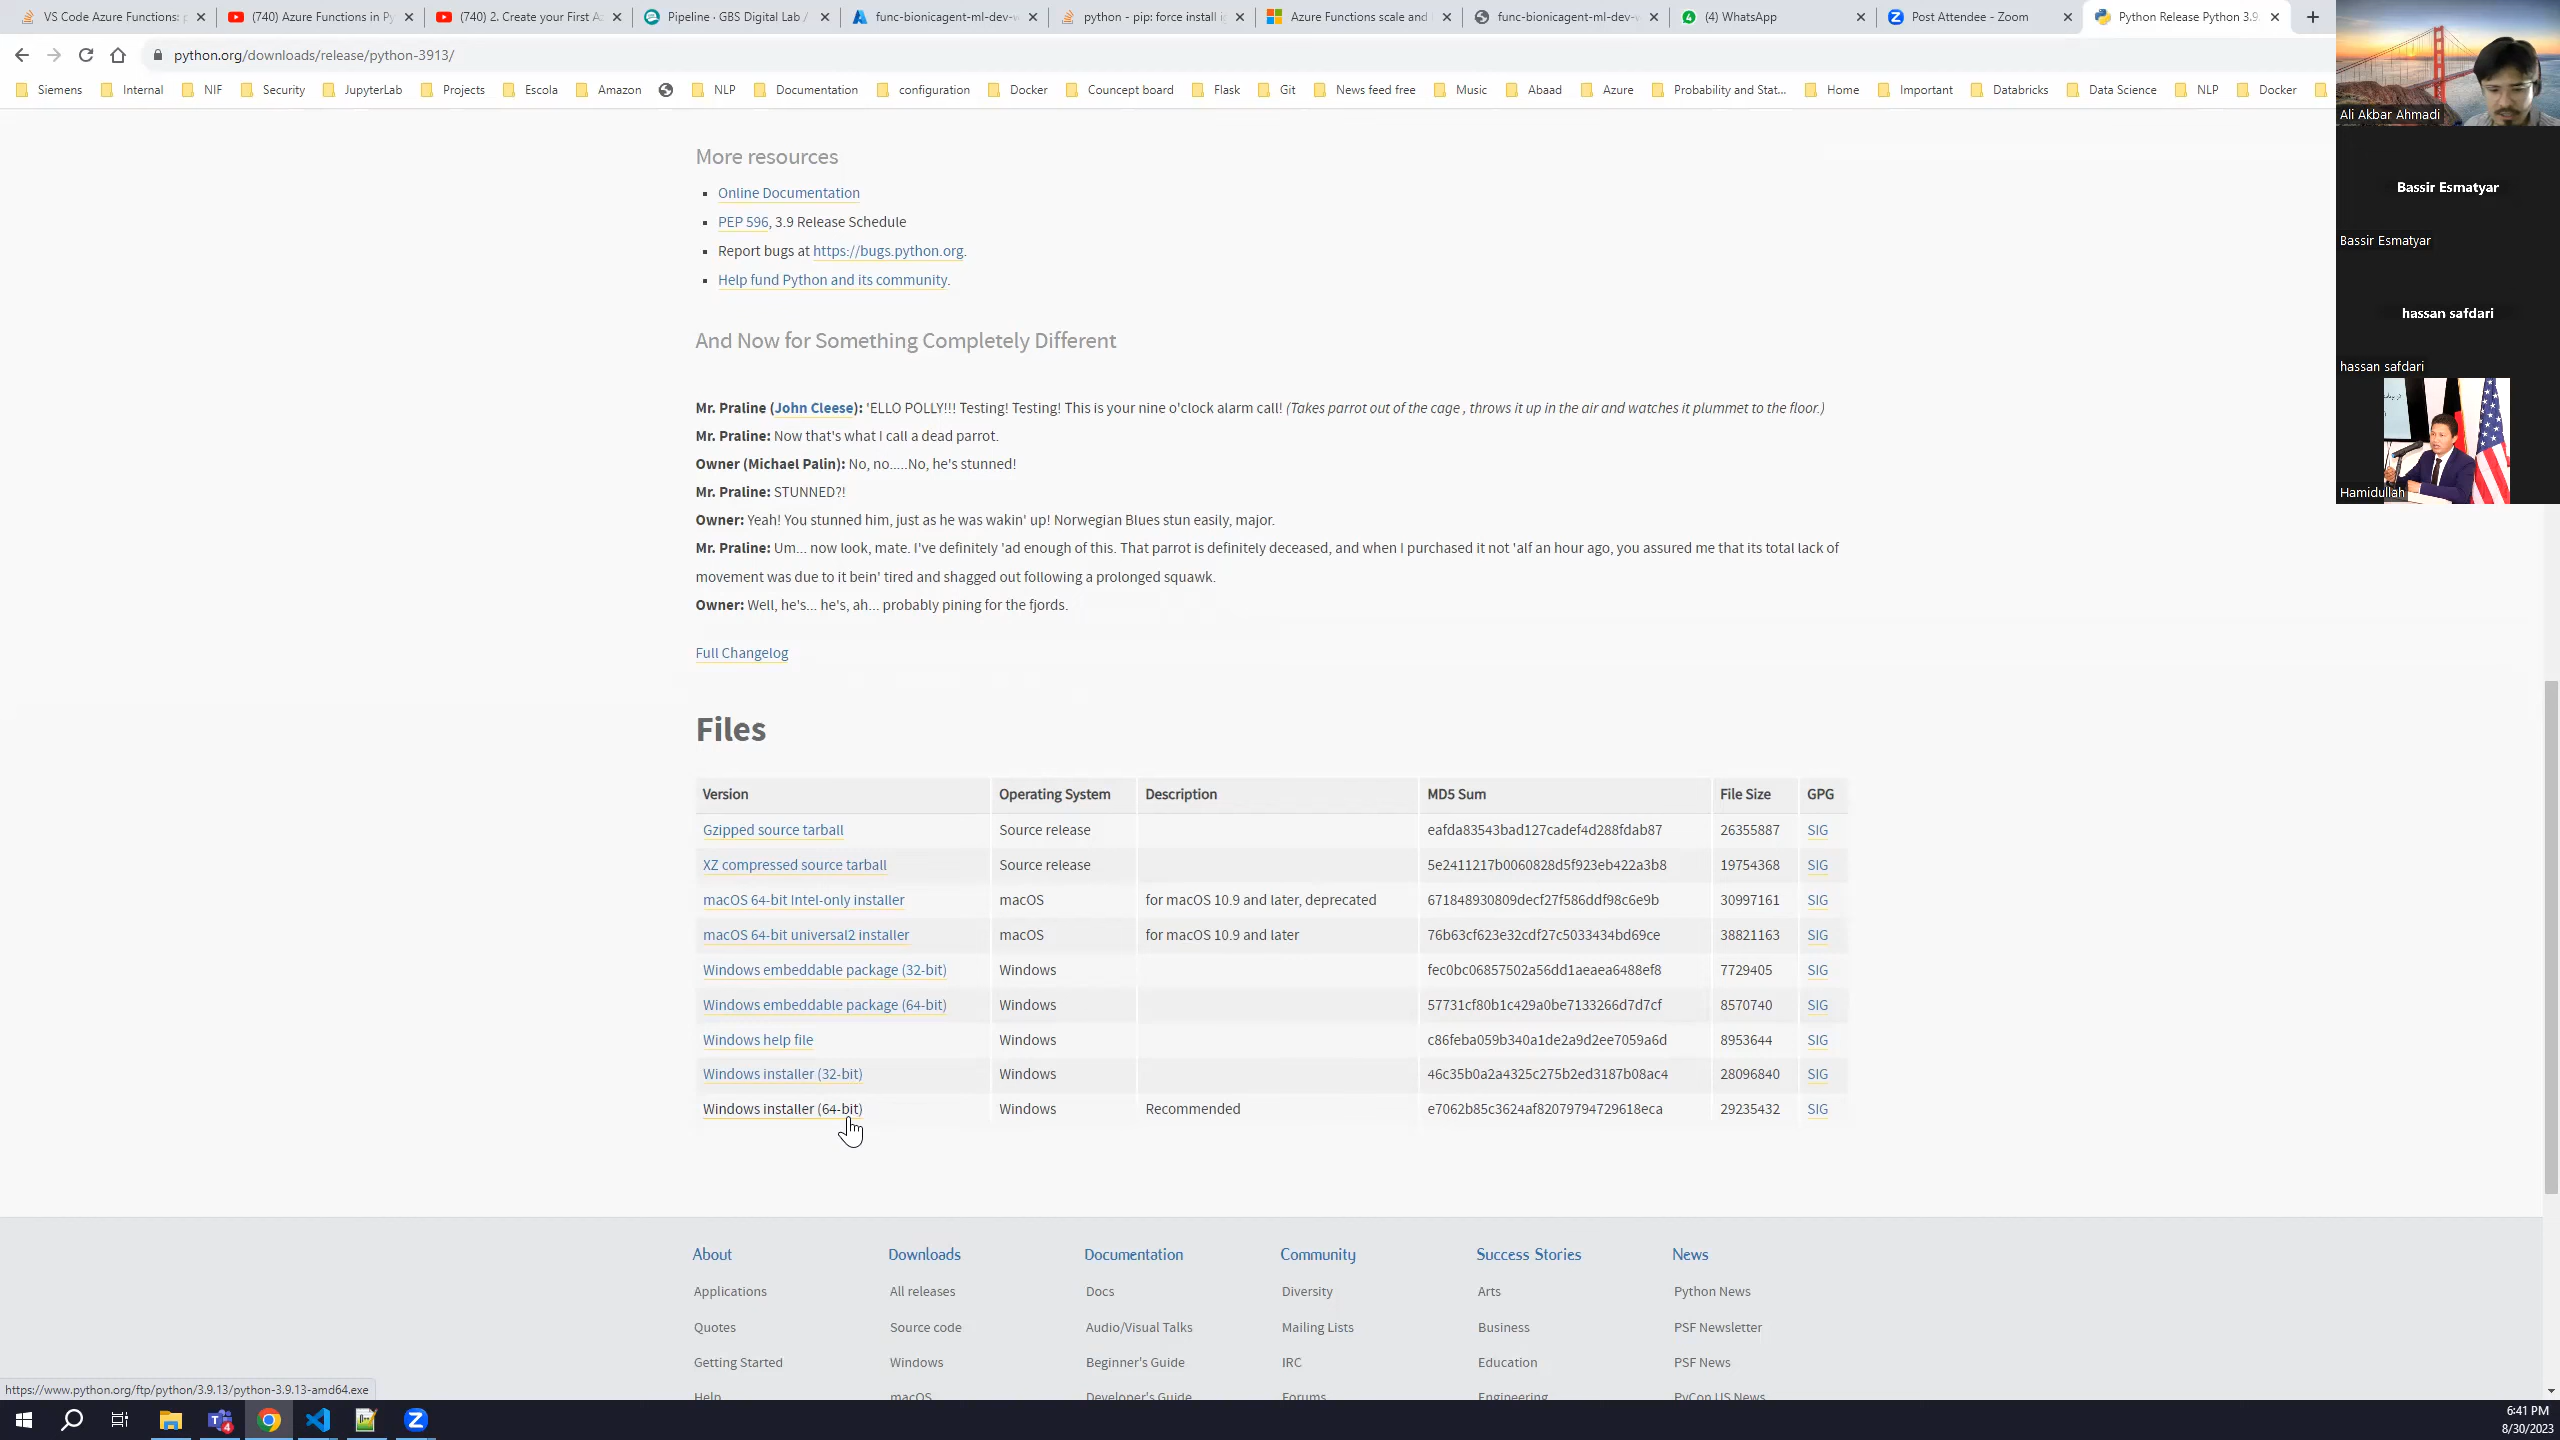 VS Code Azure Functions: p
(740) Azure Functions in Py
(740) 2. Create your First A
Pipeline · GBS Digital Lab /
func-bionicagent-ml-dev-v
python - pip: force install ig
Azure Functions scale and
func-bionicagent-ml-dev-v
(4) WhatsApp
Post Attendee - Zoom
Python Release Python 3.9
python.org/downloads/release/python-3913/
Siemens
Internal
NIF
Security
JupyterLab
Projects
Escola
Amazon
NLP
Documentation
configuration
Docker
Councept board
Flask
Git
News feed free
Music
Abaad
Azure
Probability and Stat...
Home
Important
Databricks
Data Science
NLP
Docker
Ali Akbar Ahmadi
Bassir Esmatyar
Bassir Esmatyar
hassan safdari
hassan safdari
Hamidullah
More resources
Online Documentation
PEP 596, 3.9 Release Schedule
Report bugs at https://bugs.python.org.
Help fund Python and its community.
And Now for Something Completely Different
Mr. Praline (John Cleese): 'ELLO POLLY!!! Testing! Testing! This is your nine o'clock alarm call! (Takes parrot out of the cage , throws it up in the air and watches it plummet to the floor.)
Mr. Praline: Now that's what I call a dead parrot.
Owner (Michael Palin): No, no.....No, he's stunned!
Mr. Praline: STUNNED?!
Owner: Yeah! You stunned him, just as he was wakin' up! Norwegian Blues stun easily, major.
Mr. Praline: Um... now look, mate. I've definitely 'ad enough of this. That parrot is definitely deceased, and when I purchased it not 'alf an hour ago, you assured me that its total lack of
movement was due to it bein' tired and shagged out following a prolonged squawk.
Owner: Well, he's... he's, ah... probably pining for the fjords.
Full Changelog
Files
Version Operating System Description MD5 Sum File Size GPG
Gzipped source tarball Source release eafda83543bad127cadef4d288fdab87 26355887 SIG
XZ compressed source tarball Source release 5e2411217b0060828d5f923eb422a3b8 19754368 SIG
macOS 64-bit Intel-only installer macOS for macOS 10.9 and later, deprecated 671848930809decf27f586ddf98c6e9b 30997161 SIG
macOS 64-bit universal2 installer macOS for macOS 10.9 and later 76b63cf623e32cdf27c5033434bd69ce 38821163 SIG
Windows embeddable package (32-bit) Windows fec0bc06857502a56dd1aeaea6488ef8 7729405 SIG
Windows embeddable package (64-bit) Windows 57731cf80b1c429a0be7133266d7d7cf 8570740 SIG
Windows help file Windows c86feba059b340a1de2a9d2ee7059a6d 8953644 SIG
Windows installer (32-bit) Windows 46c35b0a2a4325c275b2ed3187b08ac4 28096840 SIG
Windows installer (64-bit) Windows Recommended e7062b85c3624af82079794729618eca 29235432 SIG
About Downloads Documentation Community Success Stories News
Applications All releases Docs Diversity Arts Python News
Quotes Source code Audio/Visual Talks Mailing Lists Business PSF Newsletter
Getting Started Windows Beginner's Guide IRC Education PSF News
Help macOS Developer's Guide Forums Engineering PyCon US News
https://www.python.org/ftp/python/3.9.13/python-3.9.13-amd64.exe
6:41 PM
8/30/2023